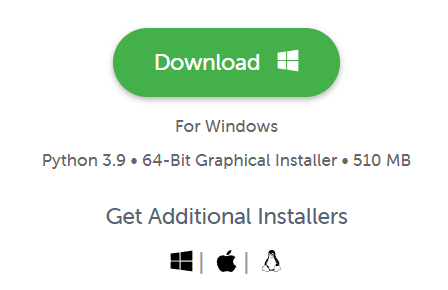 Download
For Windows
Python 3.9 • 64-Bit Graphical Installer • 510 MB
Get Additional Installers
| |